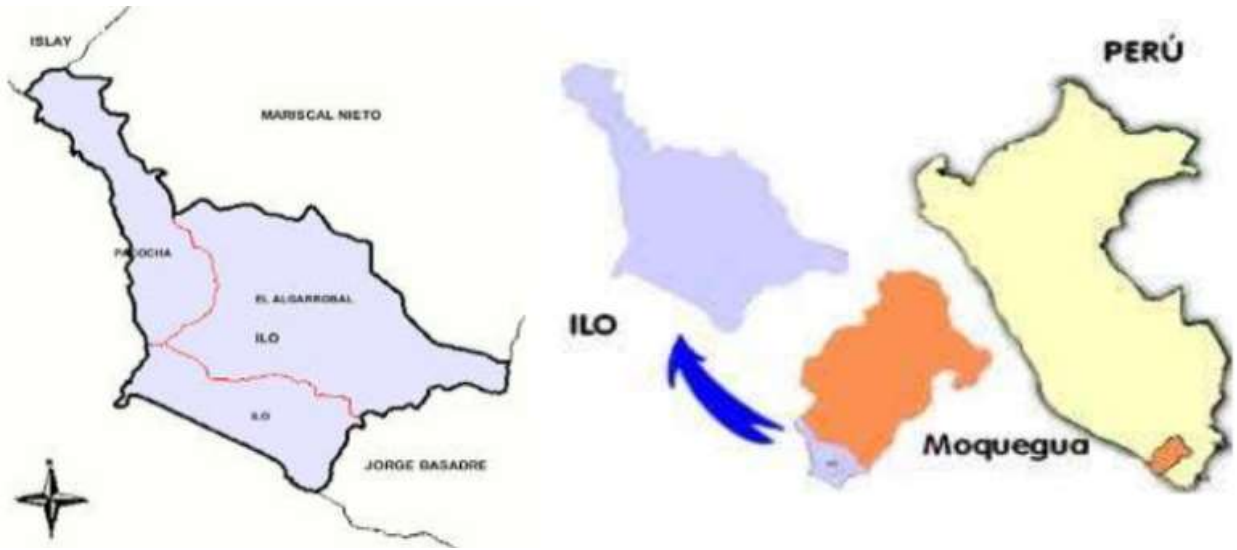 ISLAY
MARISCAL NIETO
PACOCHA
EL ALGARROBAL
ILO
ILO
JORGE BASADRE
N
PERÚ
ILO
Moquegua